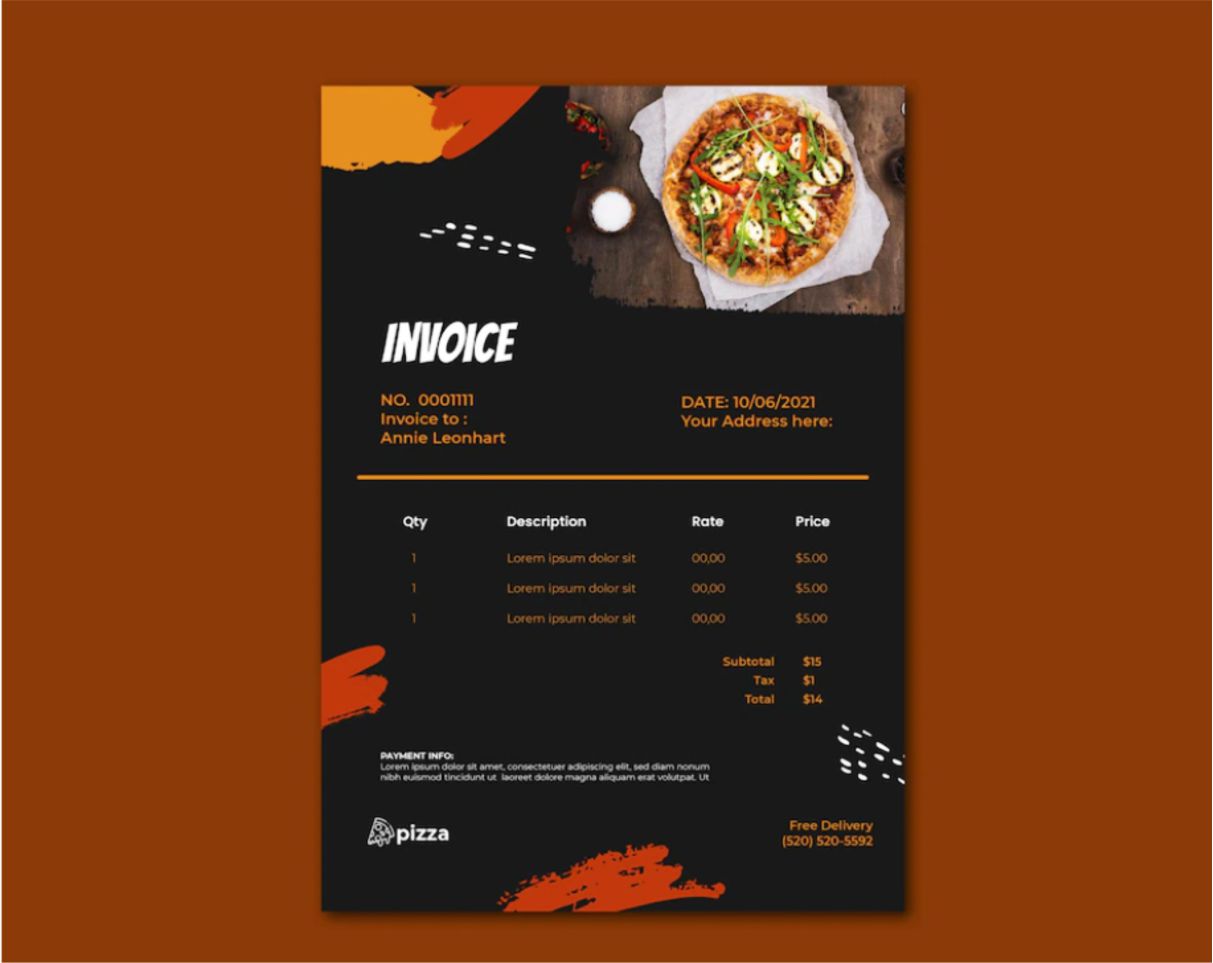 INVOICE
NO. 0001111
Invoice to :
Annie Leonhart
DATE: 10/06/2021
Your Address here:
Qty Description Rate Price
1 Lorem ipsum dolor sit 00,00 $5.00
1 Lorem ipsum dolor sit 00,00 $5.00
1 Lorem ipsum dolor sit 00,00 $5.00
Subtotal $15
Tax $1
Total $14
PAYMENT INFO:
Lorem ipsum dolor sit amet, consectetuer adipiscing elit, sed diam nonum
nibh euismod tincidunt ut laoreet dolore magna aliquam erat volutpat. Ut
pizza
Free Delivery
(520) 520-5592